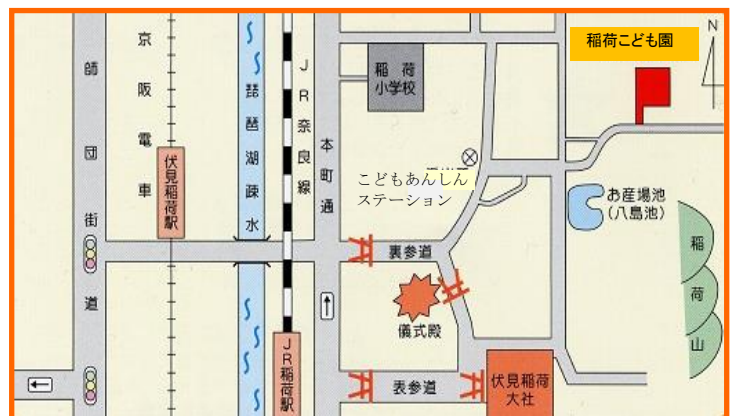 稲荷こども園
N
京阪電車
師団街道
琵琶湖疏水
JR奈良線
本町通
稲荷
小学校
伏見稲荷駅
こどもあんしん
ステーション
お産場池
(八島池)
裏参道
稲荷山
儀式殿
JR稲荷駅
表参道
伏見稲荷
大社